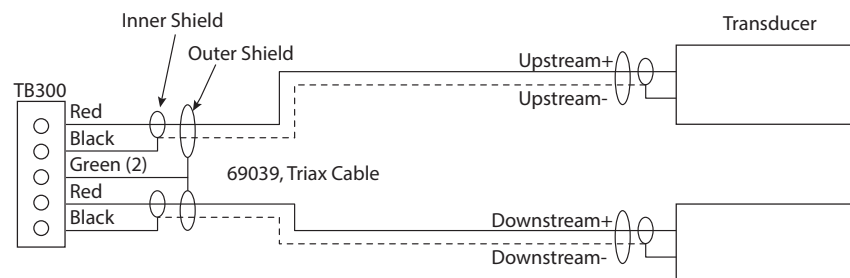 Inner Shield
Transducer
Outer Shield
Upstream+
TB300
Upstream-
Red
Black
Green (2)
69039, Triax Cable
Red
Black
Downstream+
Downstream-